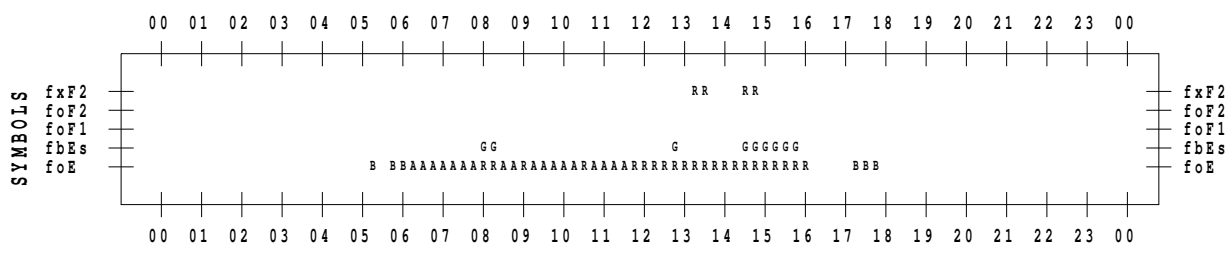 00 01 02 03 04 05 06 07 08 09 10 11 12 13 14 15 16 17 18 19 20 21 22 23 00
SYMBOLS
fxF2 RR RR fxF2
foF2 foF2
foF1 foF1
fbEs GG G GGGGGG fbEs
foE B BBAAAAAAARRAARAAAAARAAAARRRRRRRRRRRRRRRRRR BBB foE
00 01 02 03 04 05 06 07 08 09 10 11 12 13 14 15 16 17 18 19 20 21 22 23 00